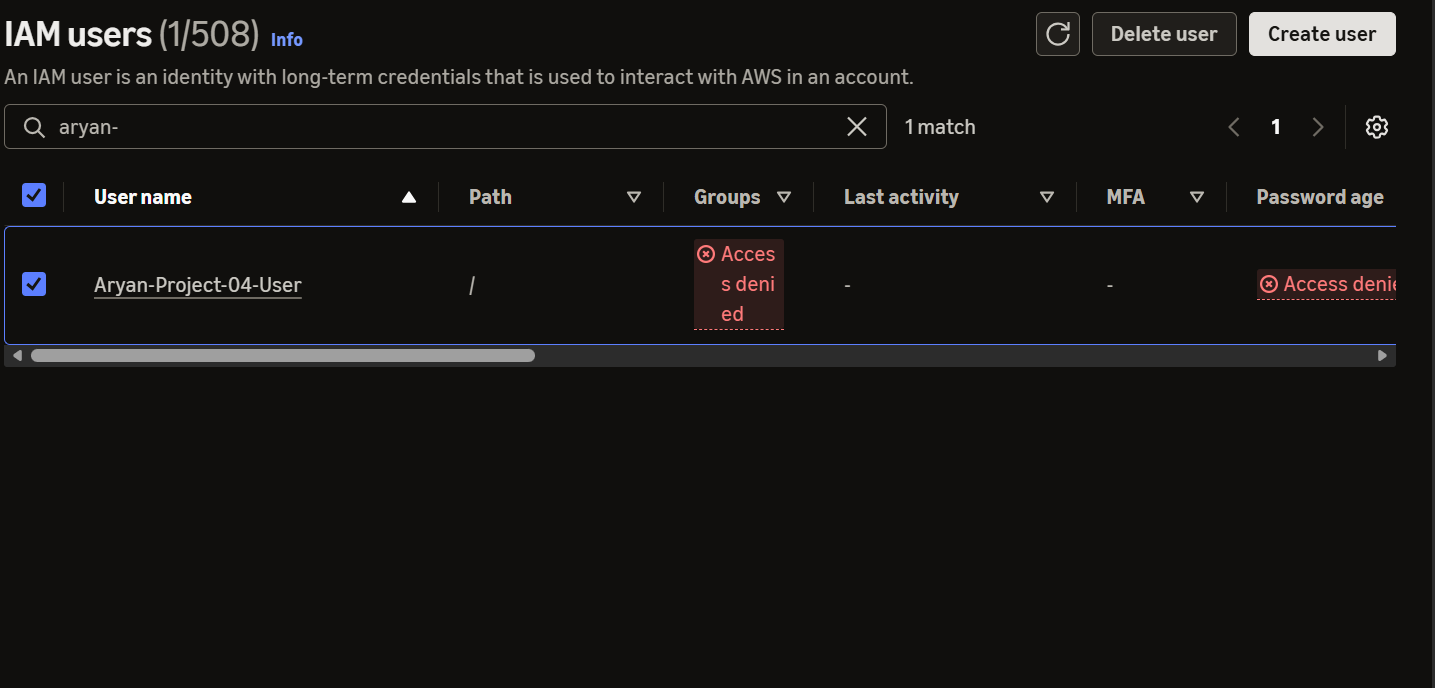 IAM users (1/508) Info
Delete user
Create user
An IAM user is an identity with long-term credentials that is used to interact with AWS in an account.
aryan-
1 match
1
User name
Path
Groups
Last activity
MFA
Password age
Aryan-Project-04-User
/
Acces
s deni
ed
-
-
Access denie